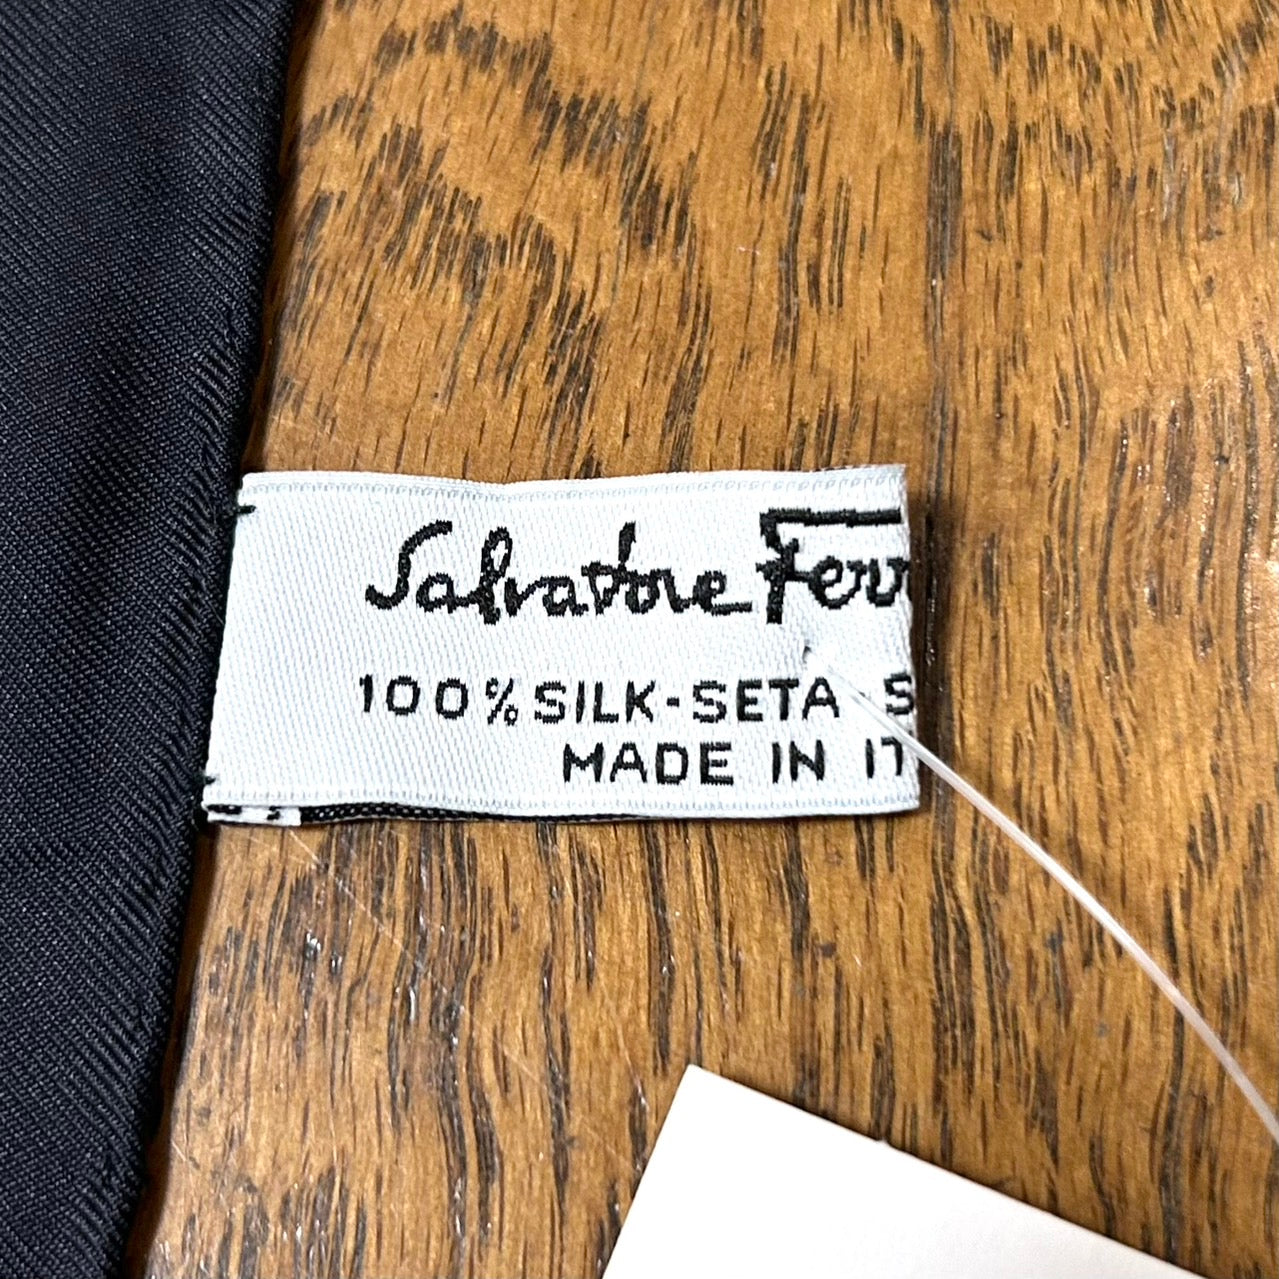 Salvatore Ferr
100% SILK-SETA S
MADE IN IT